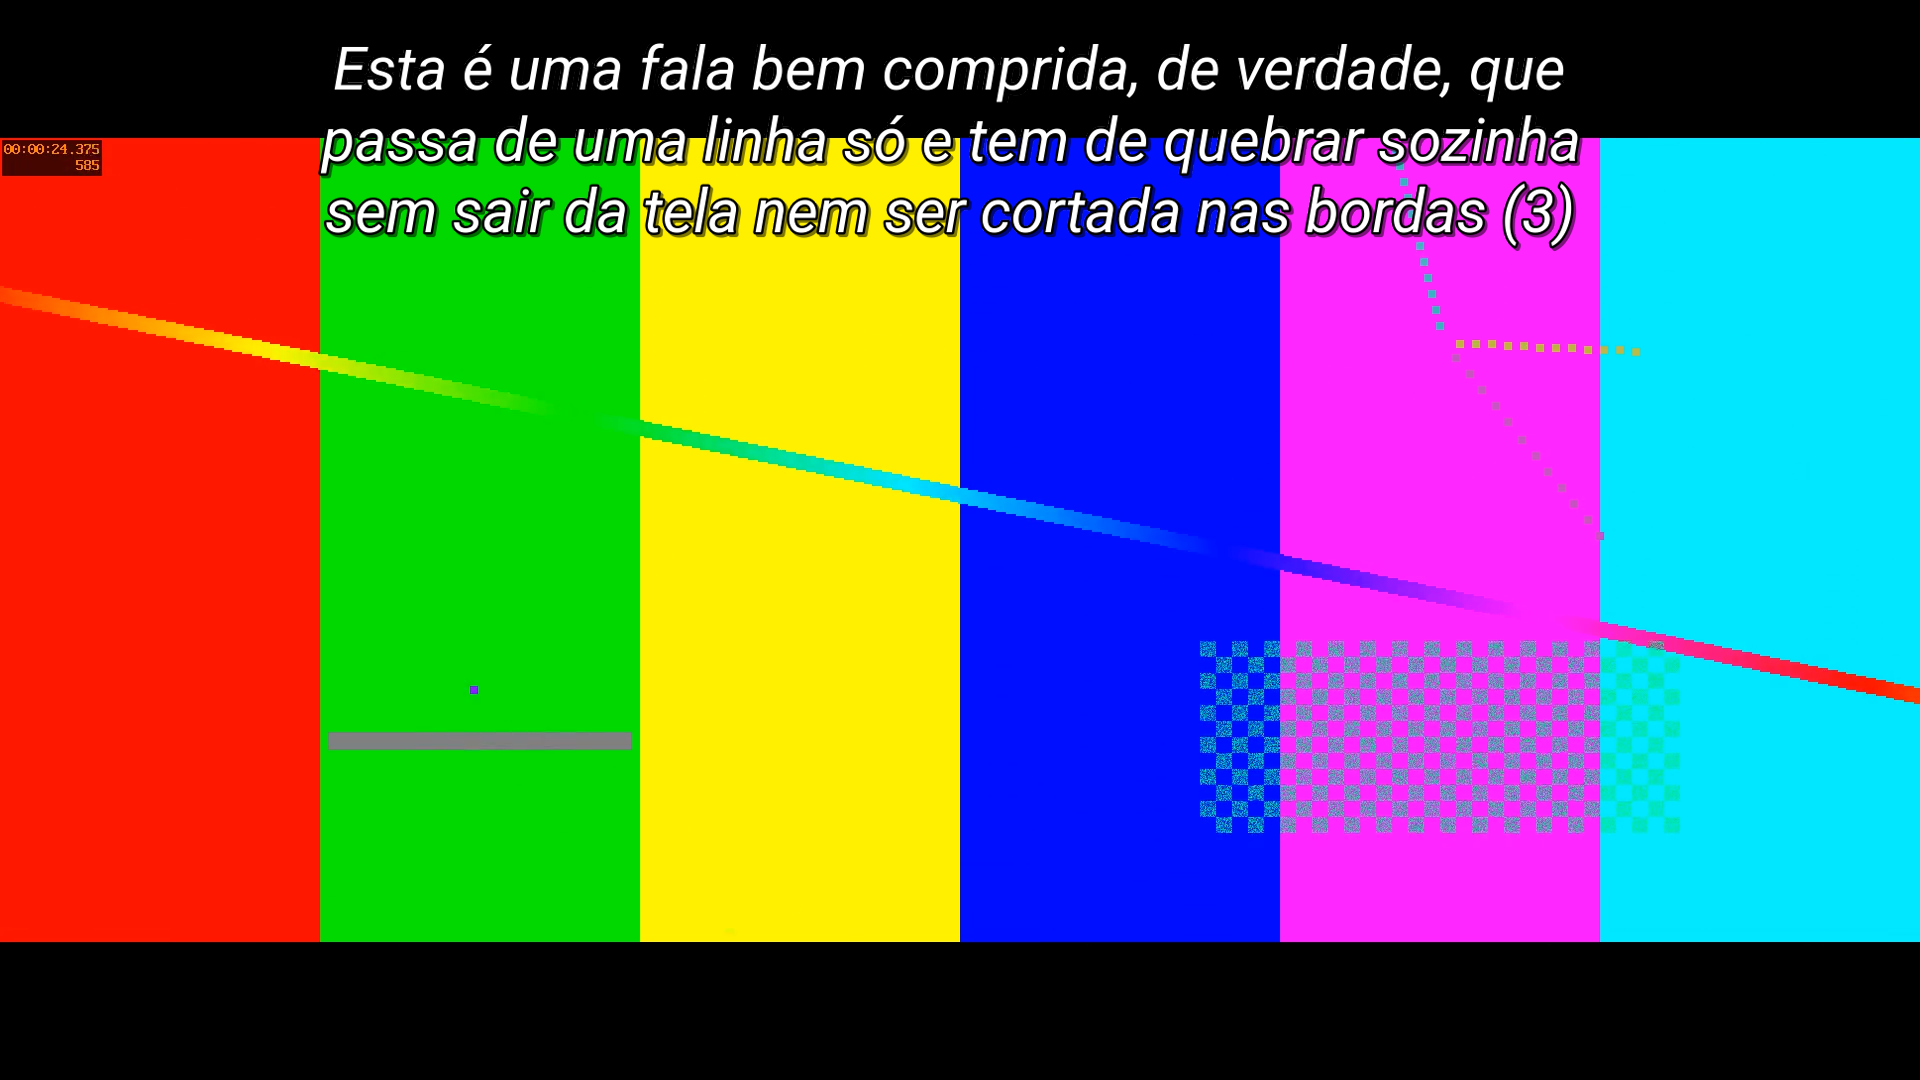 Esta é uma fala bem comprida, de verdade, que
passa de uma linha só e tem de quebrar sozinha
sem sair da tela nem ser cortada nas bordas (3)
00:00:24.375
585